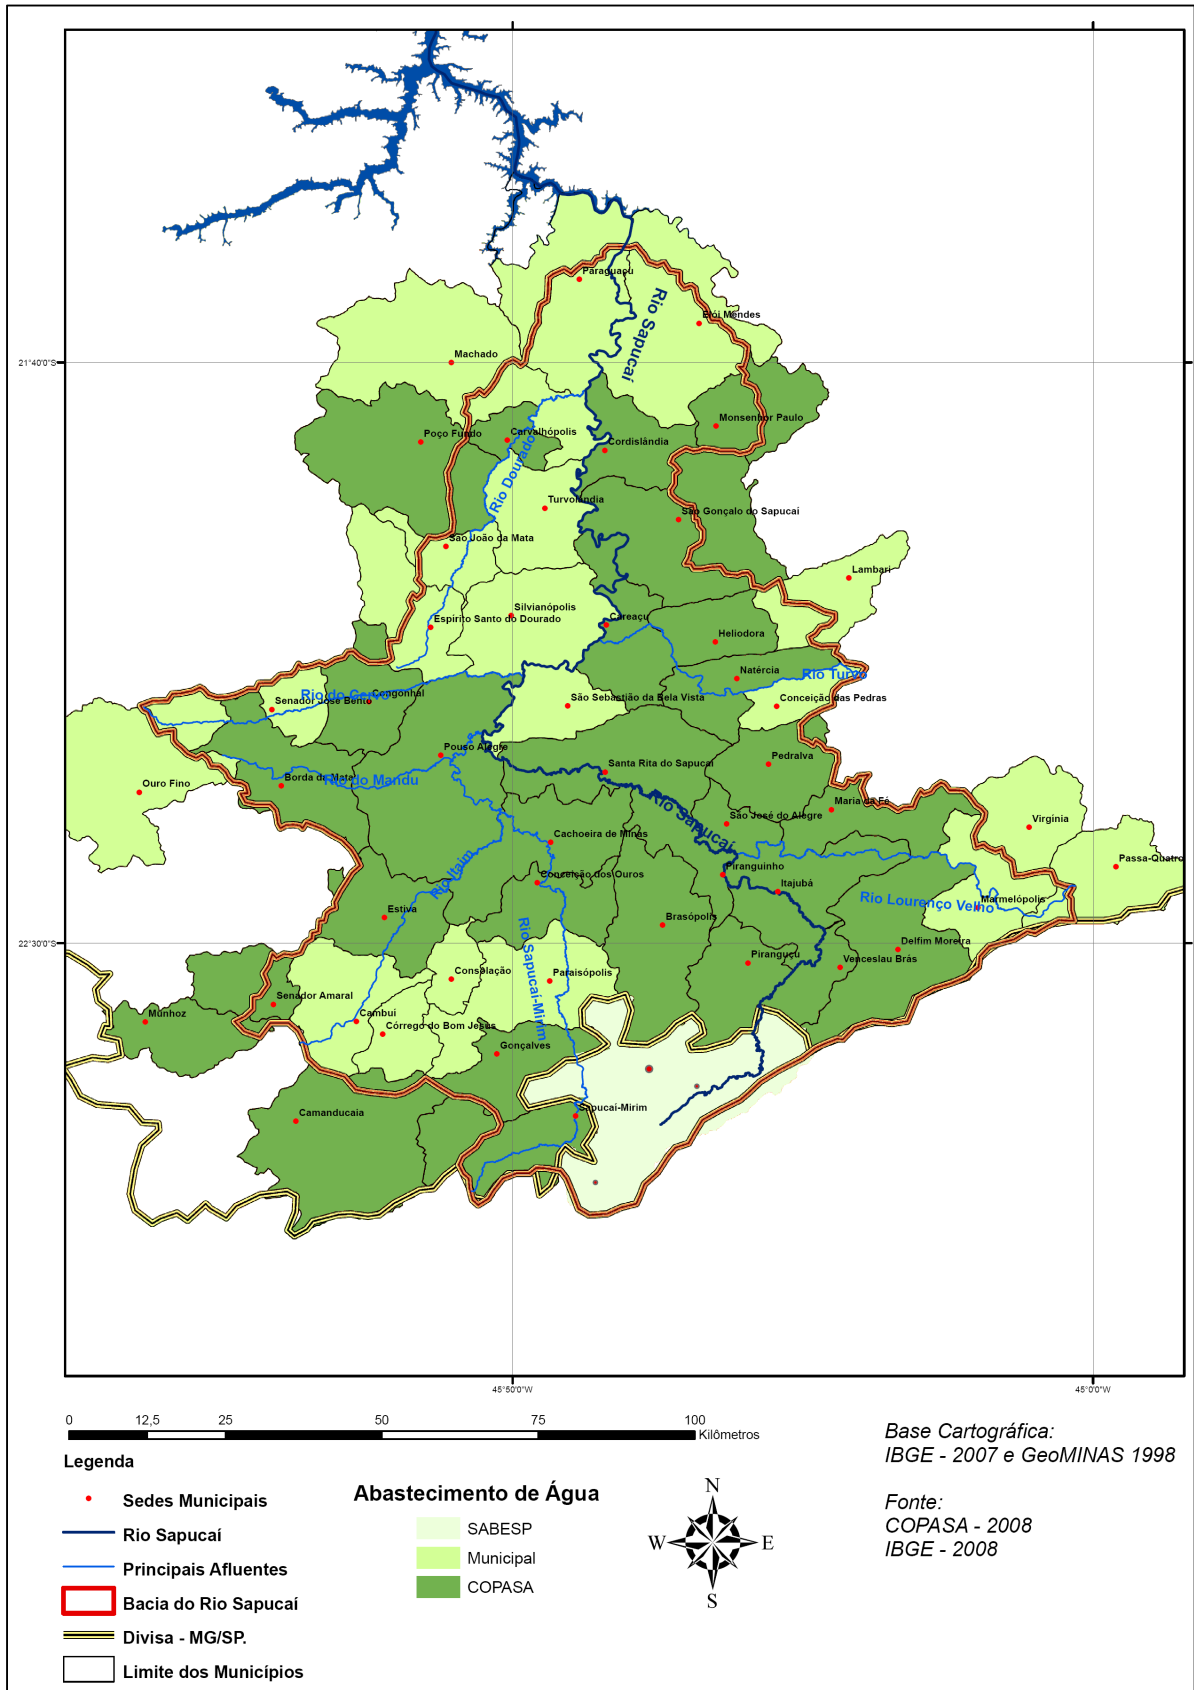 Paraguaçu
Rio Sapucaí
Elói Mendes
21°40'0"S
Machado
Monsenhor Paulo
Poço Fundo
Carvalhópolis
Cordislândia
Rio Dourado
Turvolândia
São Gonçalo do Sapucaí
São João da Mata
Lambari
Silvianópolis
Espírito Santo do Dourado
Careaçu
Heliodora
Natércia
Rio Turvo
Rio do Cervo
Congonhal
Senador José Bento
São Sebastião da Bela Vista
Conceição das Pedras
Pouso Alegre
Santa Rita do Sapucaí
Pedralva
Ouro Fino
Borda da Mata
Rio do Mandu
Rio Sapucaí
Maria da Fé
São José do Alegre
Virgínia
Cachoeira de Minas
Passa-Quatro
Rio Itaim
Conceição dos Ouros
Piranguinho
Itajubá
Rio Lourenço Velho
Marmelópolis
Estiva
Brasópolis
Rio Sapucaí-Mirim
22°30'0"S
Delfim Moreira
Consolação
Paraisópolis
Piranguçu
Venceslau Brás
Senador Amaral
Munhoz
Cambuí
Córrego do Bom Jesus
Gonçalves
Camanducaia
Sapucaí-Mirim
45°50'0"W
45°0'0"W
0 12,5 25 50 75 100
Kilômetros
Legenda
Sedes Municipais
Rio Sapucaí
Principais Afluentes
Bacia do Rio Sapucaí
Divisa - MG/SP.
Limite dos Municípios
Abastecimento de Água
SABESP
Municipal
COPASA
N
W
E
S
Base Cartográfica:
IBGE - 2007 e GeoMINAS 1998
Fonte:
COPASA - 2008
IBGE - 2008